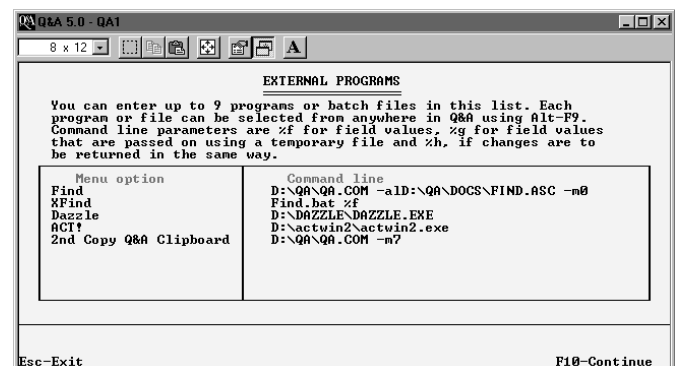 Q&A 5.0 - QA1
8 x 12
A
EXTERNAL PROGRAMS
You can enter up to 9 programs or batch files in this list. Each
program or file can be selected from anywhere in Q&A using Alt-F9.
Command line parameters are %f for field values, %g for field values
that are passed on using a temporary file and %h, if changes are to
be returned in the same way.
Menu option Command line
Find D:\QA\QA.COM -alD:\QA\DOCS\FIND.ASC -m0
XFind Find.bat %f
Dazzle D:\DAZZLE\DAZZLE.EXE
ACT! D:\actwin2\actwin2.exe
2nd Copy Q&A Clipboard D:\QA\QA.COM -m7
Esc-Exit F10-Continue